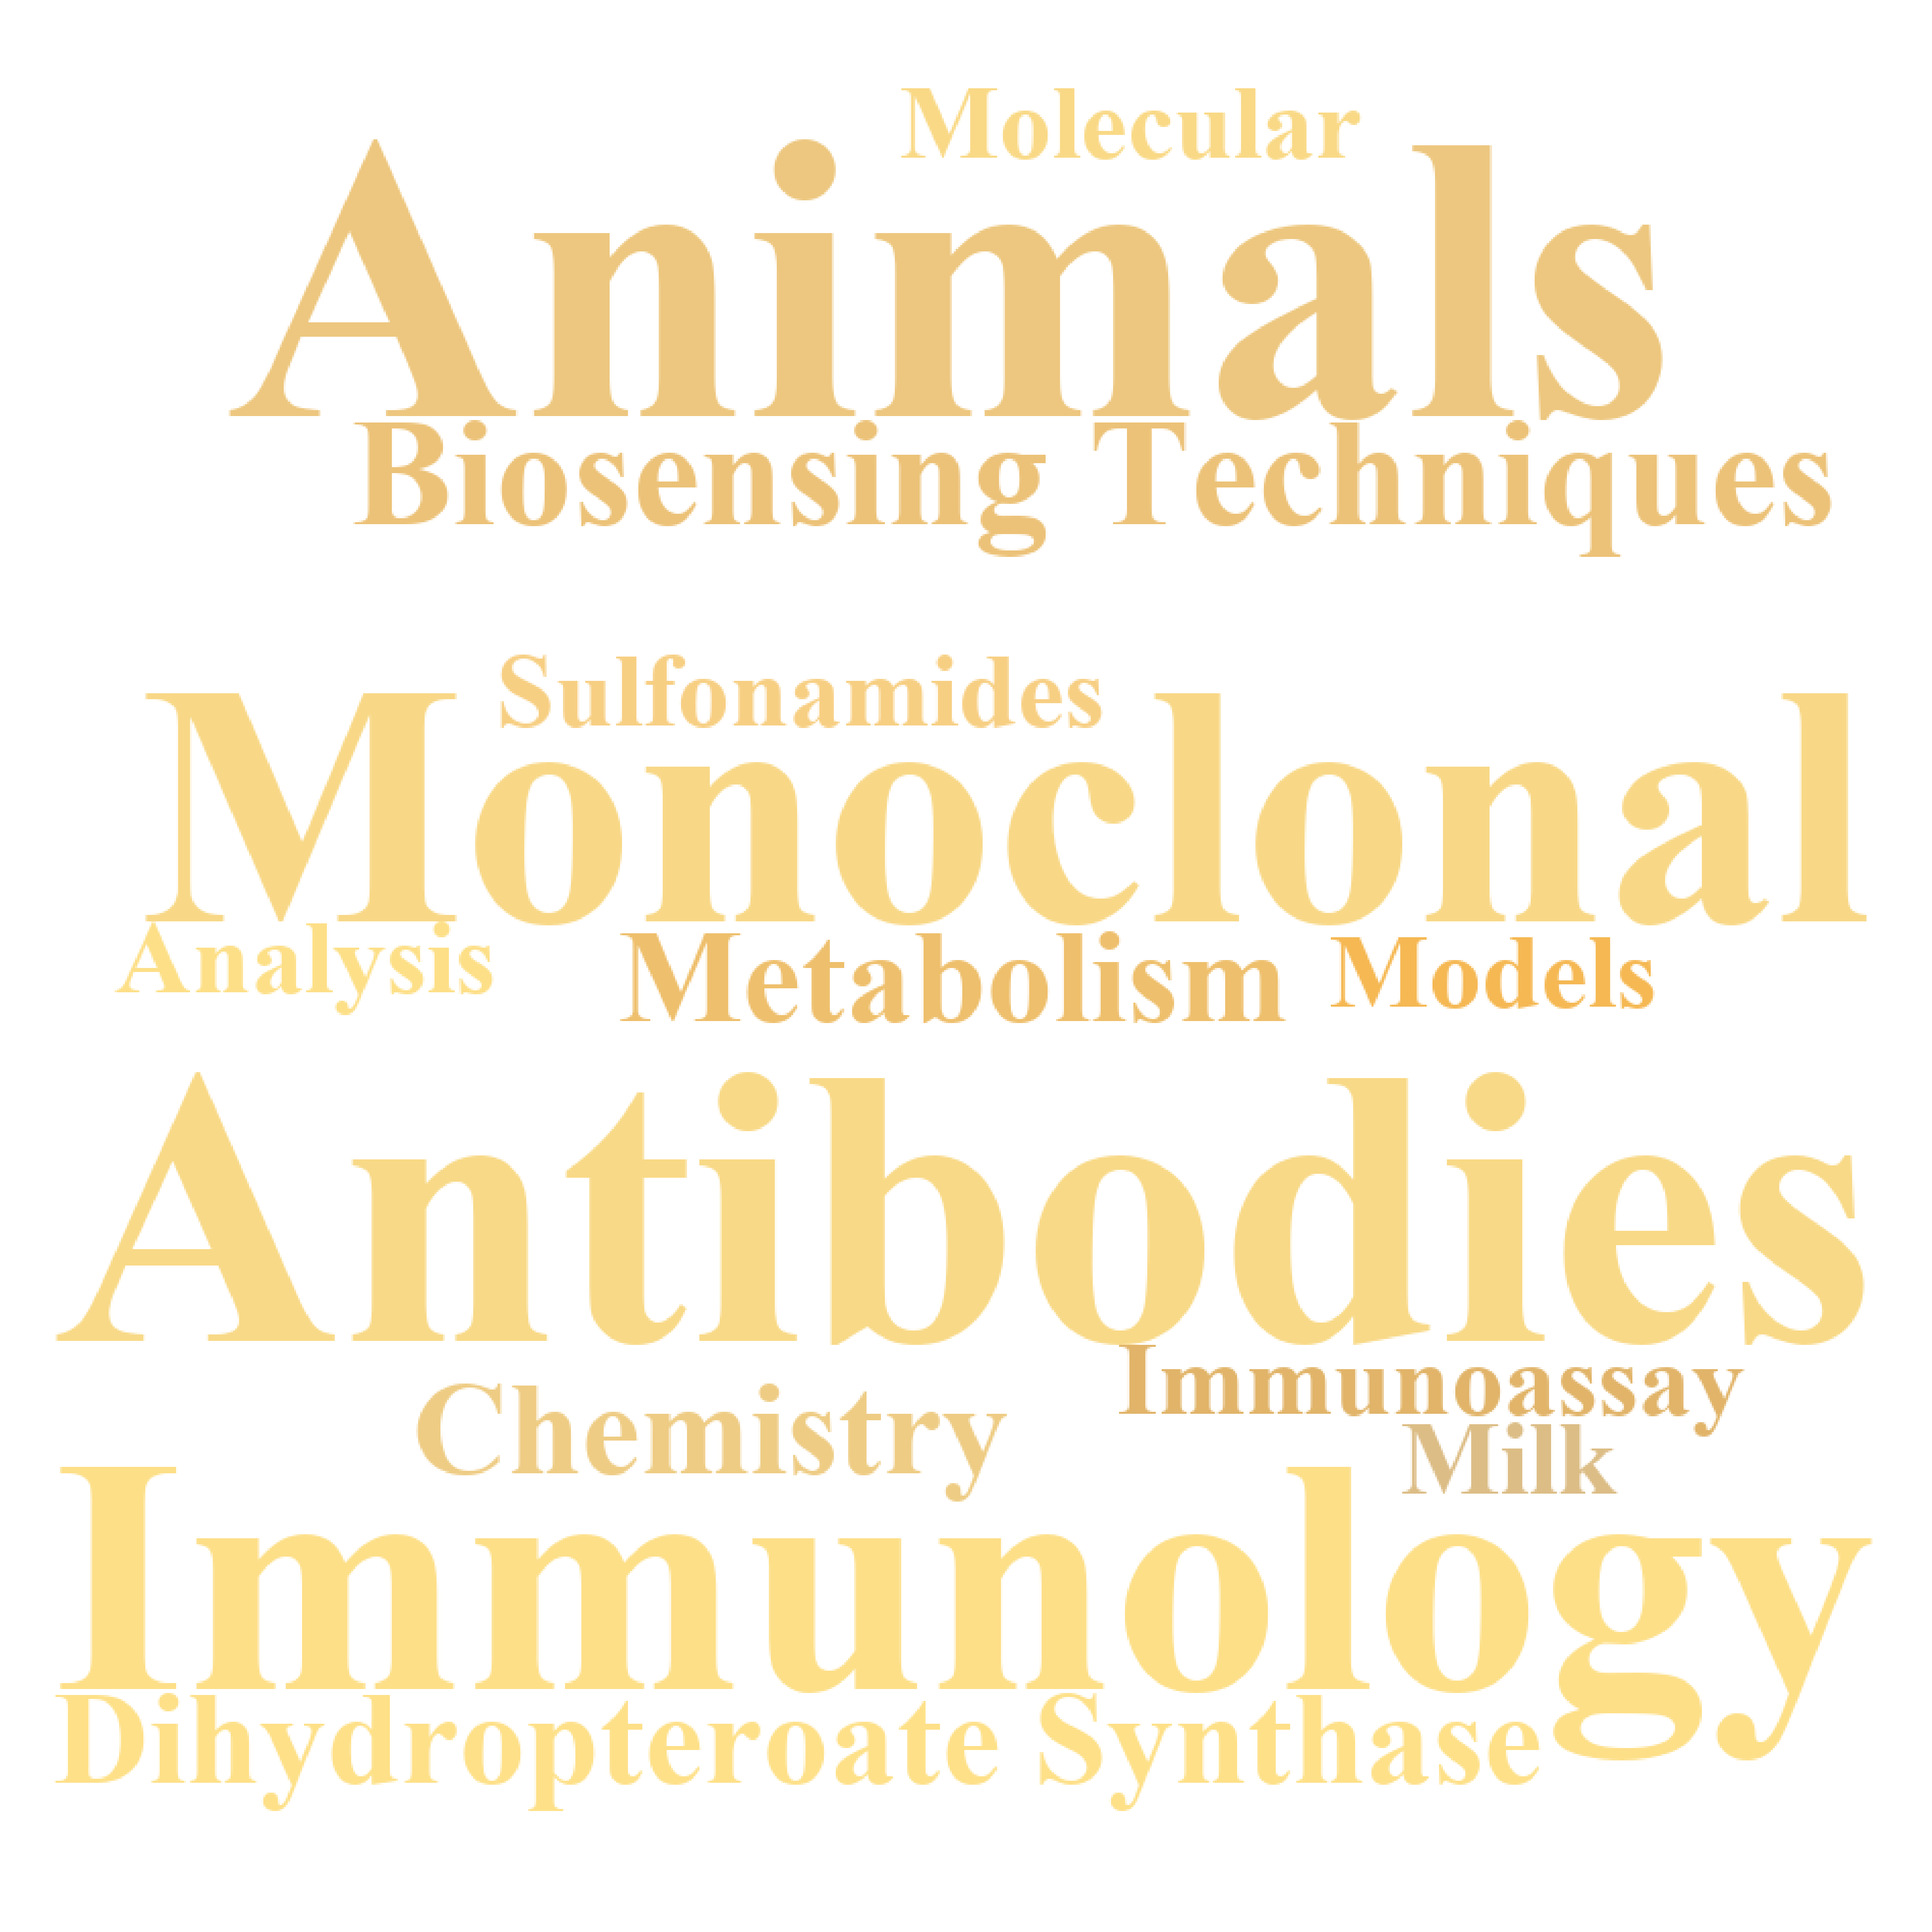 Molecular
Animals
Biosensing Techniques
Sulfonamides
Monoclonal
Analysis Metabolism Models
Antibodies
Immunoassay
Chemistry
Milk
Immunology
Dihydropteroate Synthase